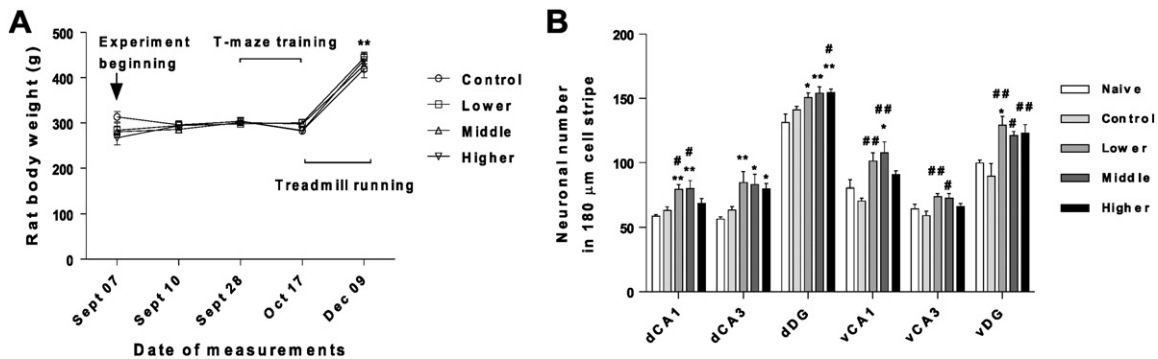 A
Rat body weight (g)
500
400
300
200
100
0
Experiment
beginning
T-maze training
**
Treadmill running
Control
Lower
Middle
Higher
Sept 07
Sept 10
Sept 28
Oct 17
Dec 09
Date of measurements
B
Neuronal number
in 180 μm cell stripe
200
150
100
50
0
#
**
#
**
**
*
*
*
**
#
**
##
##
*
##
#
##
*
#
##
Naive
Control
Lower
Middle
Higher
dCA1
dCA3
dDG
vCA1
vCA3
vDG